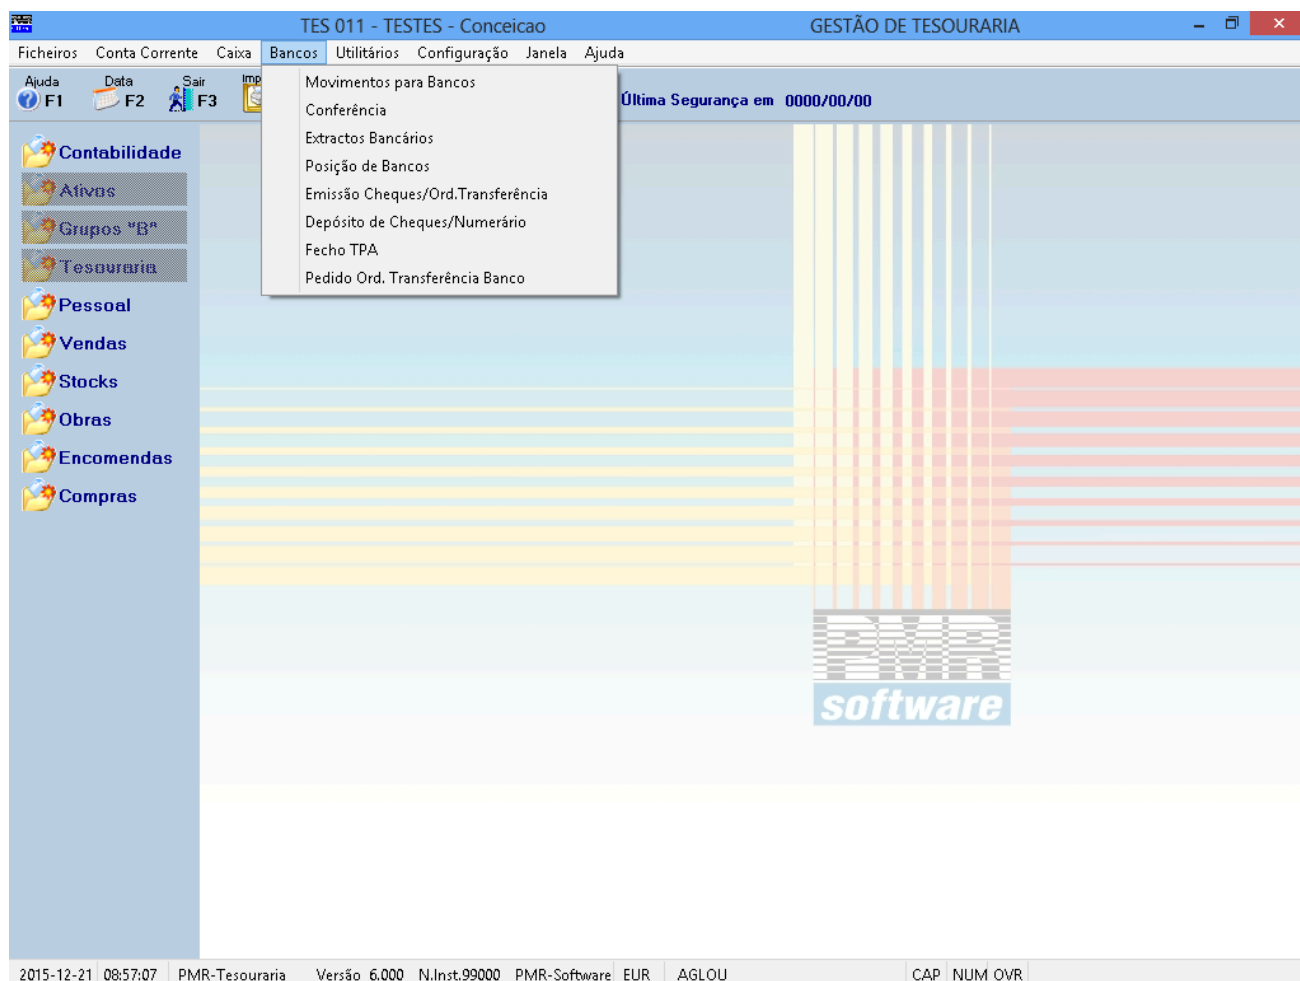 TES 011 - TESTES - Conceicao GESTÃO DE TESOURARIA
Ficheiros Conta Corrente Caixa Bancos Utilitários Configuração Janela Ajuda
Ajuda Data Sair Imp
F1 F2 F3
Última Segurança em 0000/00/00
Movimentos para Bancos
Conferência
Extractos Bancários
Posição de Bancos
Emissão Cheques/Ord.Transferência
Depósito de Cheques/Numerário
Fecho TPA
Pedido Ord. Transferência Banco
Contabilidade
Ativos
Grupos "B"
Tesouraria
Pessoal
Vendas
Stocks
Obras
Encomendas
Compras
PMR
software
2015-12-21 08:57:07 PMR-Tesouraria Versão 6.000 N.Inst.99000 PMR-Software EUR AGLOU CAP NUM OVR